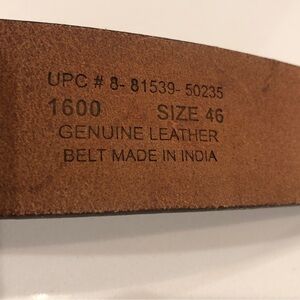 UPC # 8- 81539- 50235
1600 SIZE 46
GENUINE LEATHER
BELT MADE IN INDIA